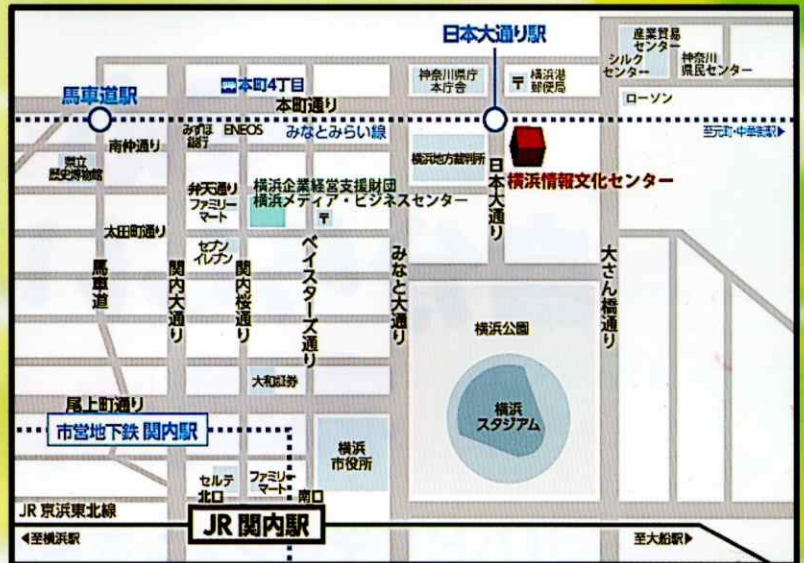 日本大通り駅
産業貿易
センター
シルク
センター
神奈川
県民センター
神奈川県庁
本庁舎
〒 横浜港
郵便局
ローソン
本町4丁目
馬車道駅
本町通り
みなとみらい線
至元町・中華街駅▶
みずほ
銀行
ENEOS
南仲通り
県立
歴史博物館
横浜地方裁判所
日本大通り
横浜情報文化センター
弁天通り
ファミリー
マート
横浜企業経営支援財団
横浜メディア・ビジネスセンター
〒
太田町通り
セブン
イレブン
馬車道
関内大通り
関内桜通り
ベイスターズ通り
みなと大通り
大さん橋通り
横浜公園
横浜
スタジアム
大和証券
尾上町通り
市営地下鉄 関内駅
横浜
市役所
セルテ
北口
ファミリー
マート
南口
JR 京浜東北線
JR 関内駅
◀至横浜駅
至大船駅▶